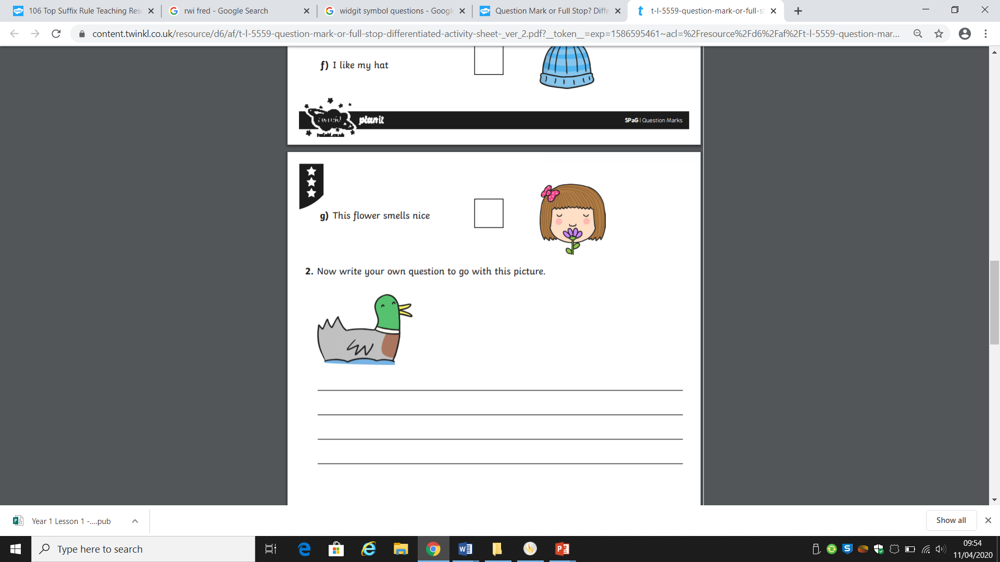 106 Top Suffix Rule Teaching Res
rwi fred - Google Search
widgit symbol questions - Googl
Question Mark or Full Stop? Diffe
t-l-5559-question-mark-or-full-st
content.twinkl.co.uk/resource/d6/af/t-l-5559-question-mark-or-full-stop-differentiated-activity-sheet-_ver_2.pdf?__token__=exp=1586595461~acl=%2Fresource%2Fd6%2Faf%2Ft-l-5559-question-mar...
f) I like my hat
twinkl planit
SPaG | Question Marks
twinkl.co.uk
g) This flower smells nice
2. Now write your own question to go with this picture.
Year 1 Lesson 1 -....pub
Show all
Type here to search
09:54
11/04/2020